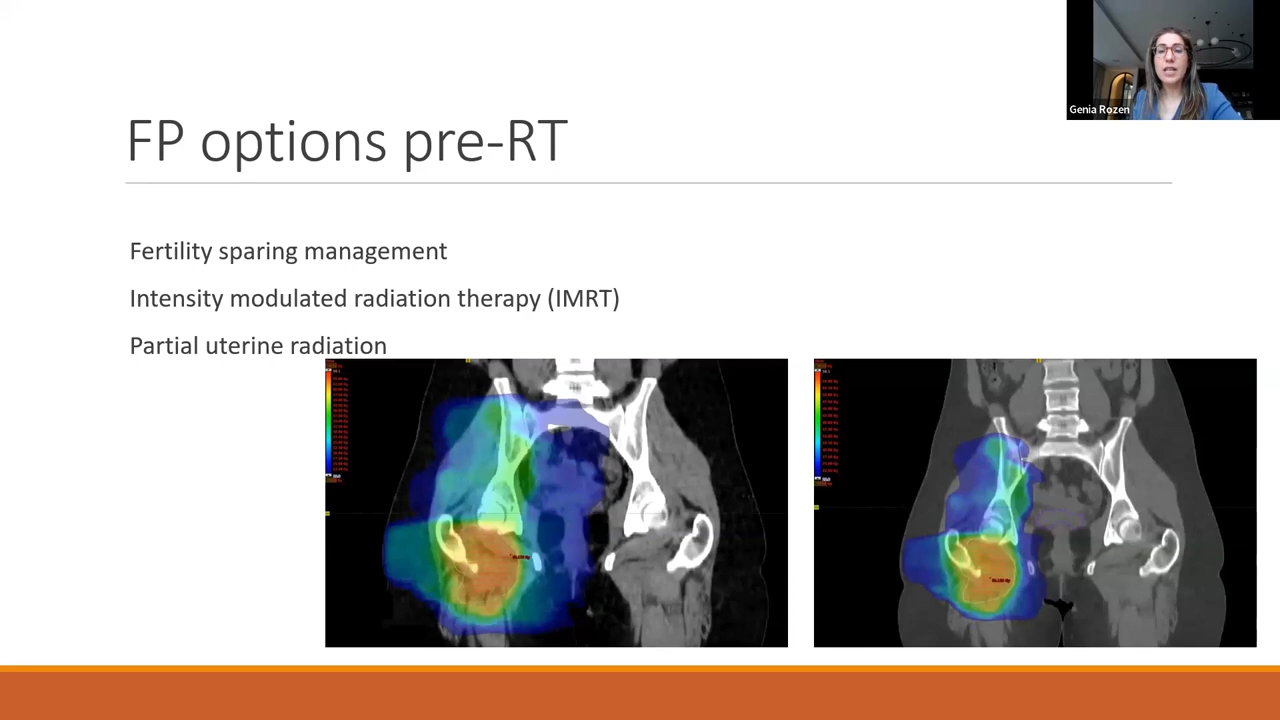 Genia Rozen
FP options pre-RT
Fertility sparing management
Intensity modulated radiation therapy (IMRT)
Partial uterine radiation